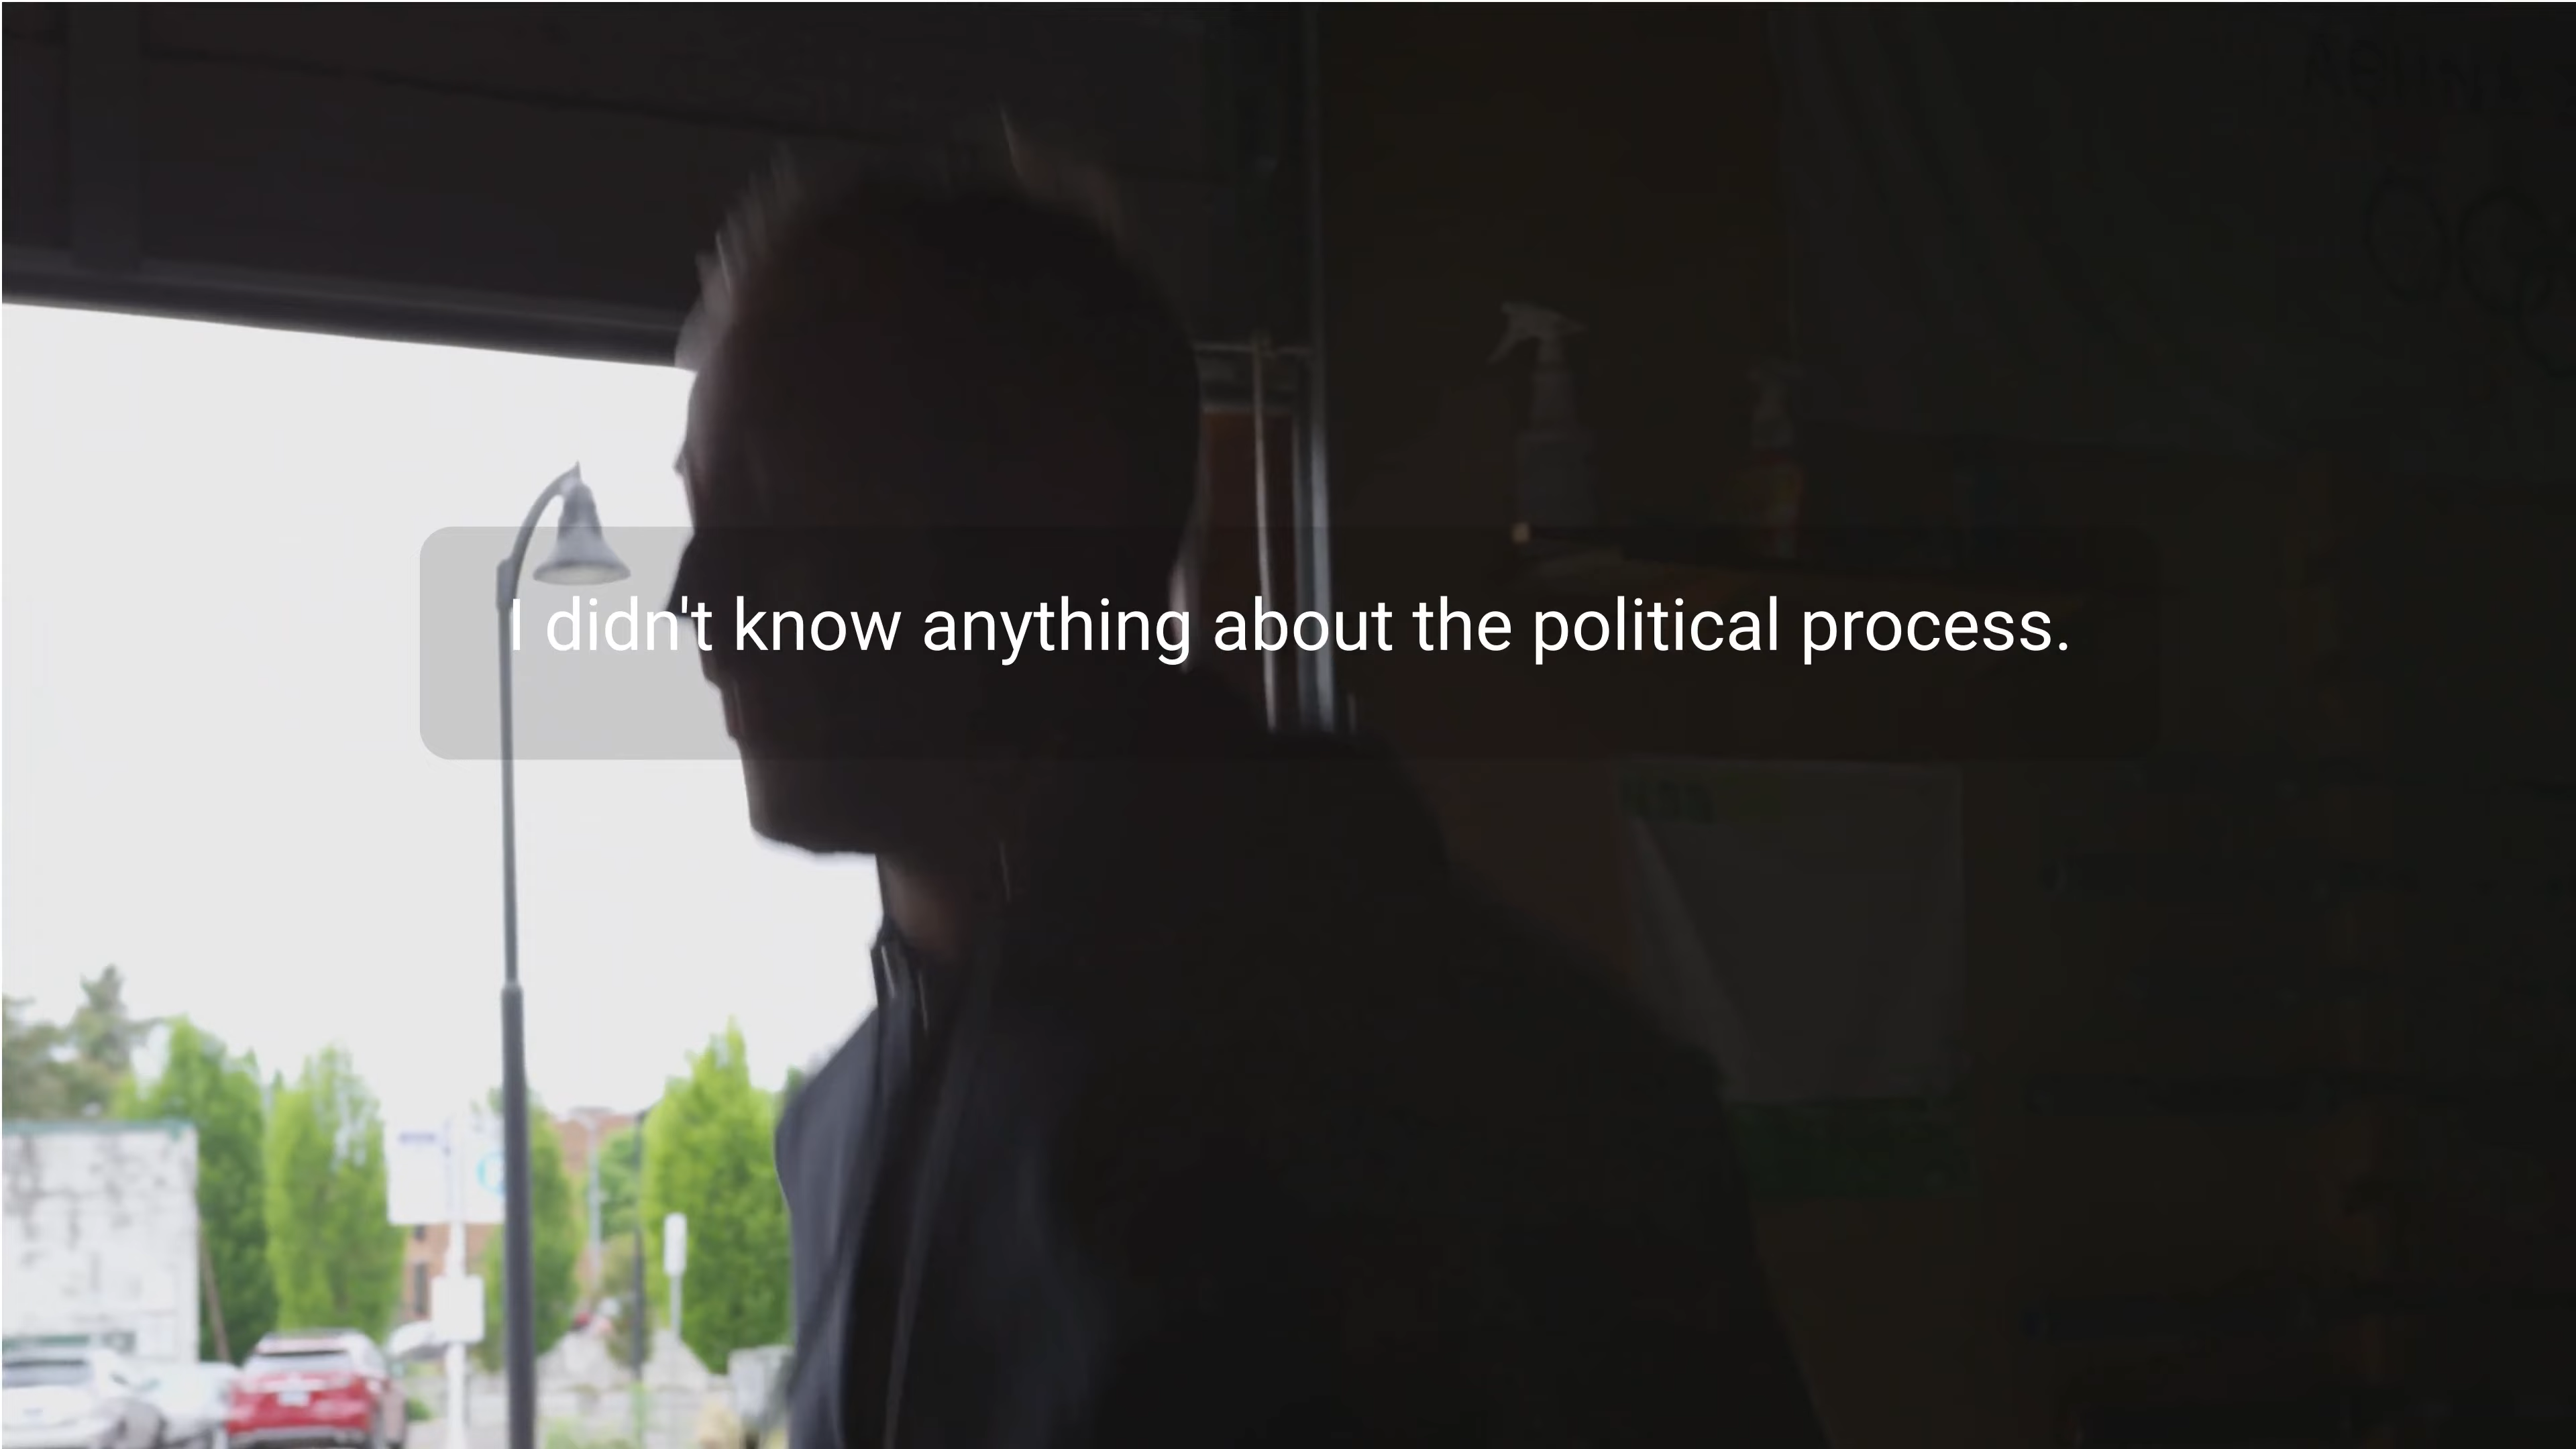 I didn't know anything about the political process.